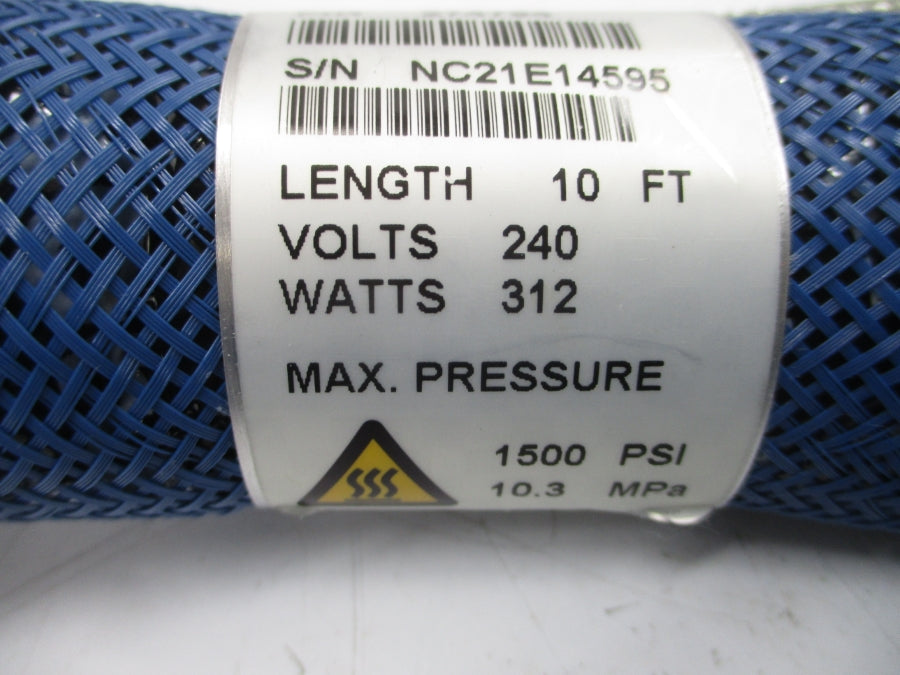 S/N NC21E14595
LENGTH 10 FT
VOLTS 240
WATTS 312
MAX. PRESSURE
1500 PSI
10.3 MPa